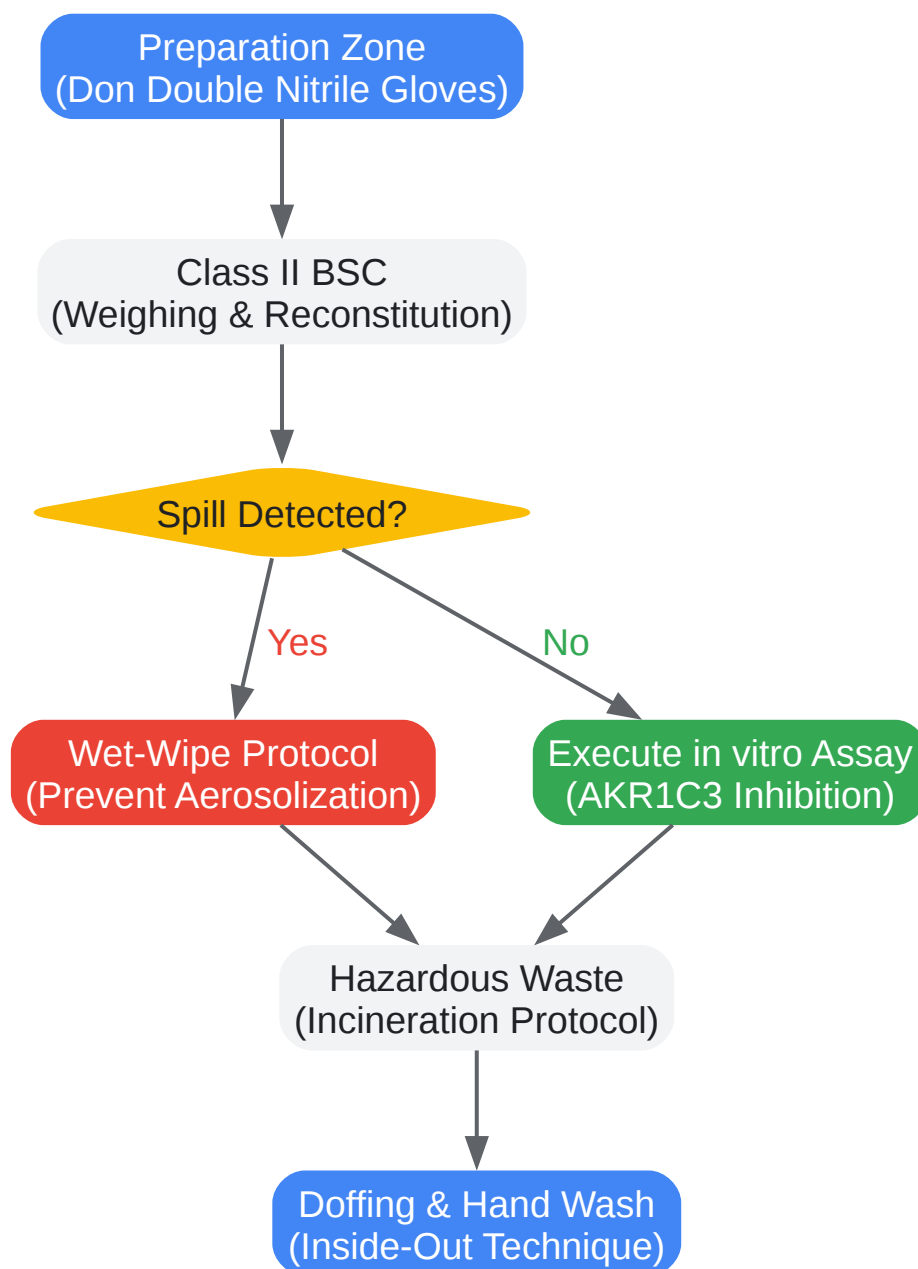 Preparation Zone
(Don Double Nitrile Gloves)
Class II BSC
(Weighing & Reconstitution)
Spill Detected?
Yes
No
Wet-Wipe Protocol
(Prevent Aerosolization)
Execute in vitro Assay
(AKR1C3 Inhibition)
Hazardous Waste
(Incineration Protocol)
Doffing & Hand Wash
(Inside-Out Technique)